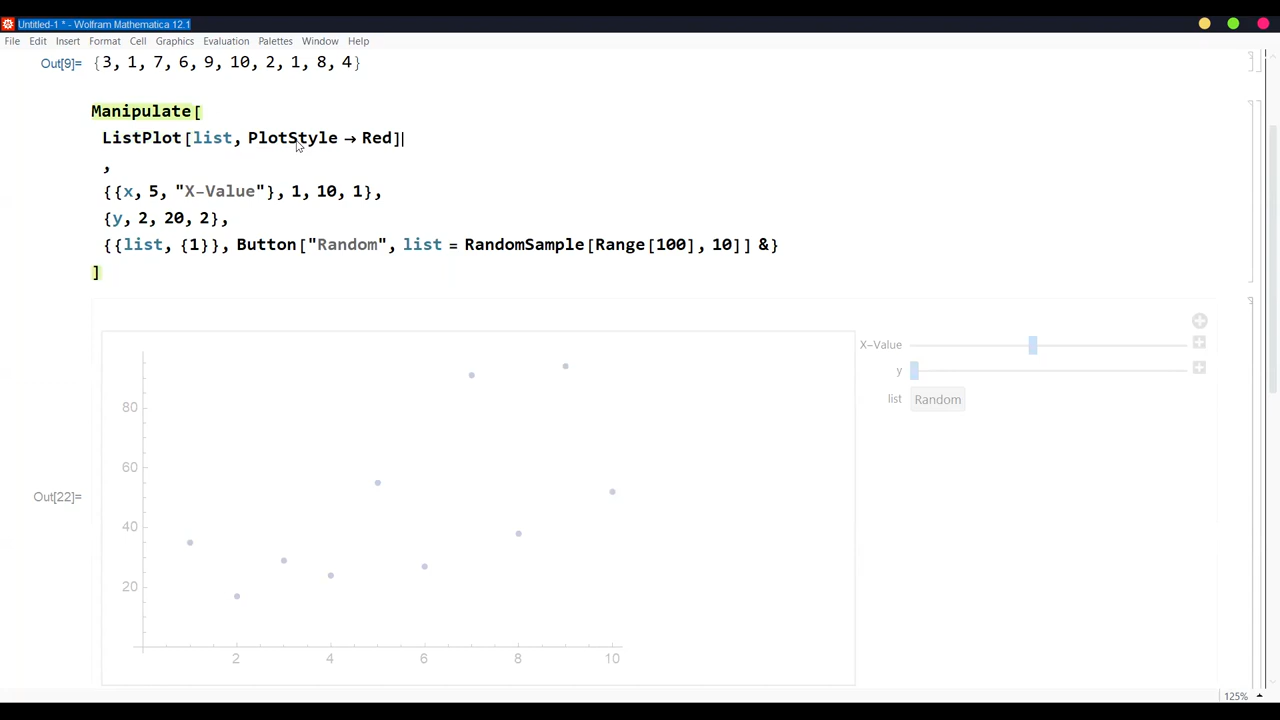 Untitled-1 * - Wolfram Mathematica 12.1
File Edit Insert Format Cell Graphics Evaluation Palettes Window Help
Out[9]= {3, 1, 7, 6, 9, 10, 2, 1, 8, 4}
Manipulate[
ListPlot[list, PlotStyle → Red]
,
{{x, 5, "X-Value"}, 1, 10, 1},
{y, 2, 20, 2},
{{list, {1}}, Button["Random", list = RandomSample[Range[100], 10]] &}
]
X-Value
y
list Random
80
60
40
20
2 4 6 8 10
Out[22]=
125%